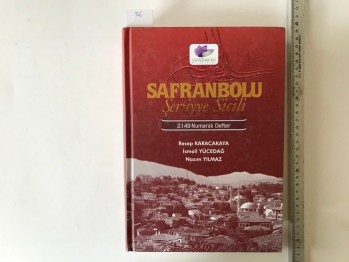 SAFRANBOLU
Şer'iyye Sicili
2149 Numaralı Defter
Recep KARACAKAYA
İsmail YÜCEDAĞ
Nazım YILMAZ